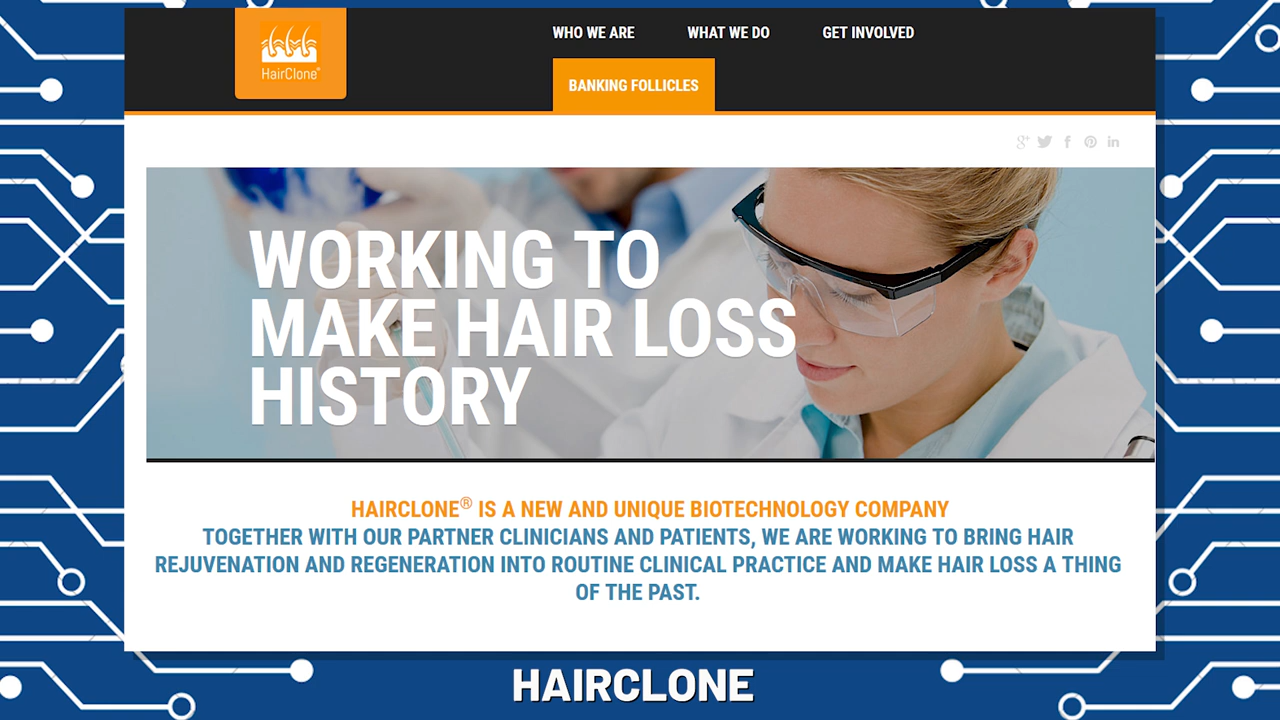 HairClone®
WHO WE ARE
WHAT WE DO
GET INVOLVED
BANKING FOLLICLES
WORKING TO
MAKE HAIR LOSS
HISTORY
HAIRCLONE® IS A NEW AND UNIQUE BIOTECHNOLOGY COMPANY
TOGETHER WITH OUR PARTNER CLINICIANS AND PATIENTS, WE ARE WORKING TO BRING HAIR
REJUVENATION AND REGENERATION INTO ROUTINE CLINICAL PRACTICE AND MAKE HAIR LOSS A THING
OF THE PAST.
HAIRCLONE